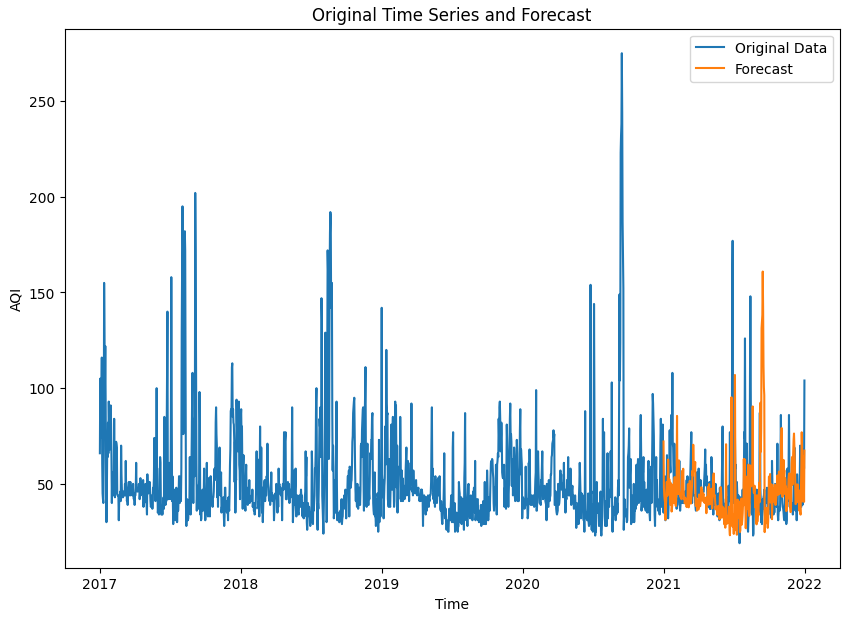 Original Time Series and Forecast
Original Data
Forecast
AQI
250
200
150
100
50
2017 2018 2019 2020 2021 2022
Time